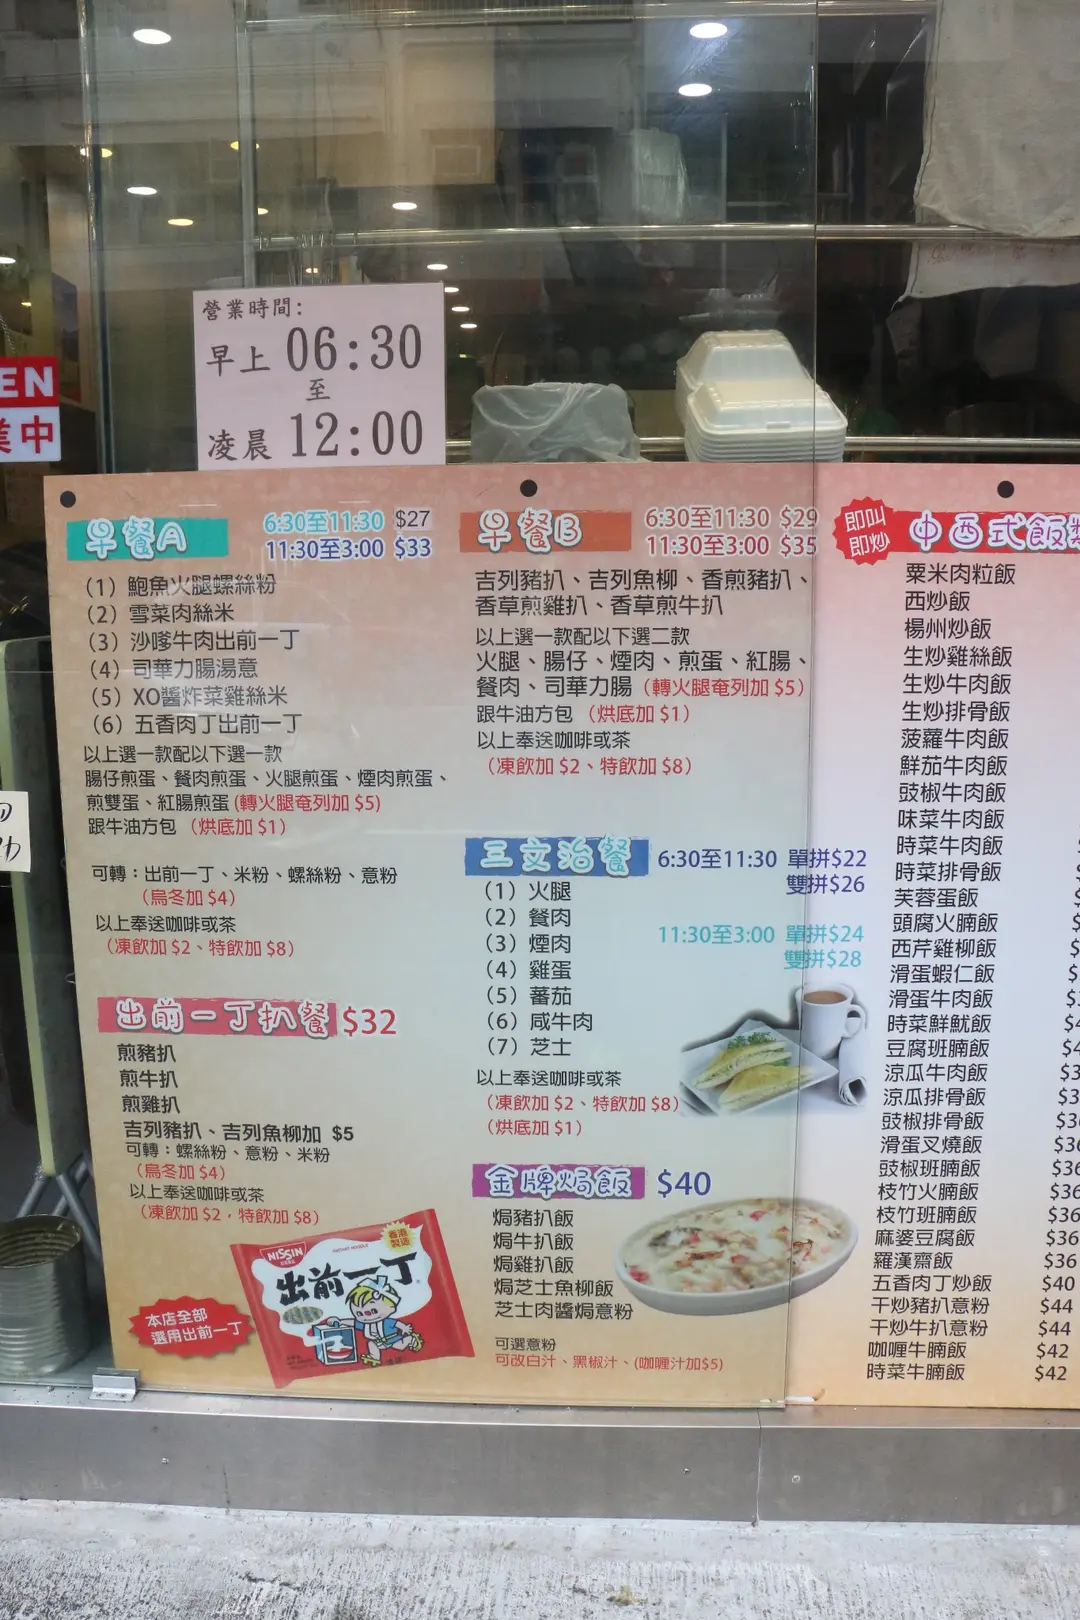 營業時間:
早上 06:30
至
凌晨 12:00
EN
業中
早餐A
6:30至11:30 $27
11:30至3:00 $33
(1) 鮑魚火腿螺絲粉
(2) 雪菜肉絲米
(3) 沙嗲牛肉出前一丁
(4) 司華力腸湯意
(5) XO醬炸菜雞絲米
(6) 五香肉丁出前一丁
以上選一款配以下選一款
腸仔煎蛋、餐肉煎蛋、火腿煎蛋、煙肉煎蛋、
煎雙蛋、紅腸煎蛋(轉火腿奄列加 $5)
跟牛油方包 (烘底加 $1)
可轉：出前一丁、米粉、螺絲粉、意粉
(烏冬加 $4)
以上奉送咖啡或茶
(凍飲加 $2、特飲加 $8)
出前一丁扒餐 $32
煎豬扒
煎牛扒
煎雞扒
吉列豬扒、吉列魚柳加 $5
可轉：螺絲粉、意粉、米粉
(烏冬加 $4)
以上奉送咖啡或茶
(凍飲加 $2，特飲加 $8)
本店全部
選用出前一丁
NISSIN
INSTANT NOODLE
香港
製造
出前一丁
早餐B
6:30至11:30 $29
11:30至3:00 $35
吉列豬扒、吉列魚柳、香煎豬扒、
香草煎雞扒、香草煎牛扒
以上選一款配以下選二款
火腿、腸仔、煙肉、煎蛋、紅腸、
餐肉、司華力腸 (轉火腿奄列加 $5)
跟牛油方包 (烘底加 $1)
以上奉送咖啡或茶
(凍飲加 $2、特飲加 $8)
三文治餐
6:30至11:30 單拼$22
雙拼$26
11:30至3:00 單拼$24
雙拼$28
(1) 火腿
(2) 餐肉
(3) 煙肉
(4) 雞蛋
(5) 蕃茄
(6) 咸牛肉
(7) 芝士
以上奉送咖啡或茶
(凍飲加 $2、特飲加 $8)
(烘底加 $1)
金牌焗飯 $40
焗豬扒飯
焗牛扒飯
焗雞扒飯
焗芝士魚柳飯
芝士肉醬焗意粉
可選意粉
可改白汁、黑椒汁、(咖喱汁加$5)
即叫
即炒
中西式飯類
粟米肉粒飯
西炒飯
楊州炒飯
生炒雞絲飯
生炒牛肉飯
生炒排骨飯
菠蘿牛肉飯
鮮茄牛肉飯
豉椒牛肉飯
味菜牛肉飯
時菜牛肉飯
時菜排骨飯
芙蓉蛋飯
頭腐火腩飯
西芹雞柳飯
滑蛋蝦仁飯
滑蛋牛肉飯
時菜鮮魷飯
豆腐班腩飯
涼瓜牛肉飯
涼瓜排骨飯
豉椒排骨飯
滑蛋叉燒飯 $36
豉椒班腩飯 $36
枝竹火腩飯 $36
枝竹班腩飯 $36
麻婆豆腐飯 $36
羅漢齋飯 $36
五香肉丁炒飯 $40
干炒豬扒意粉 $44
干炒牛扒意粉 $44
咖喱牛腩飯 $42
時菜牛腩飯 $42